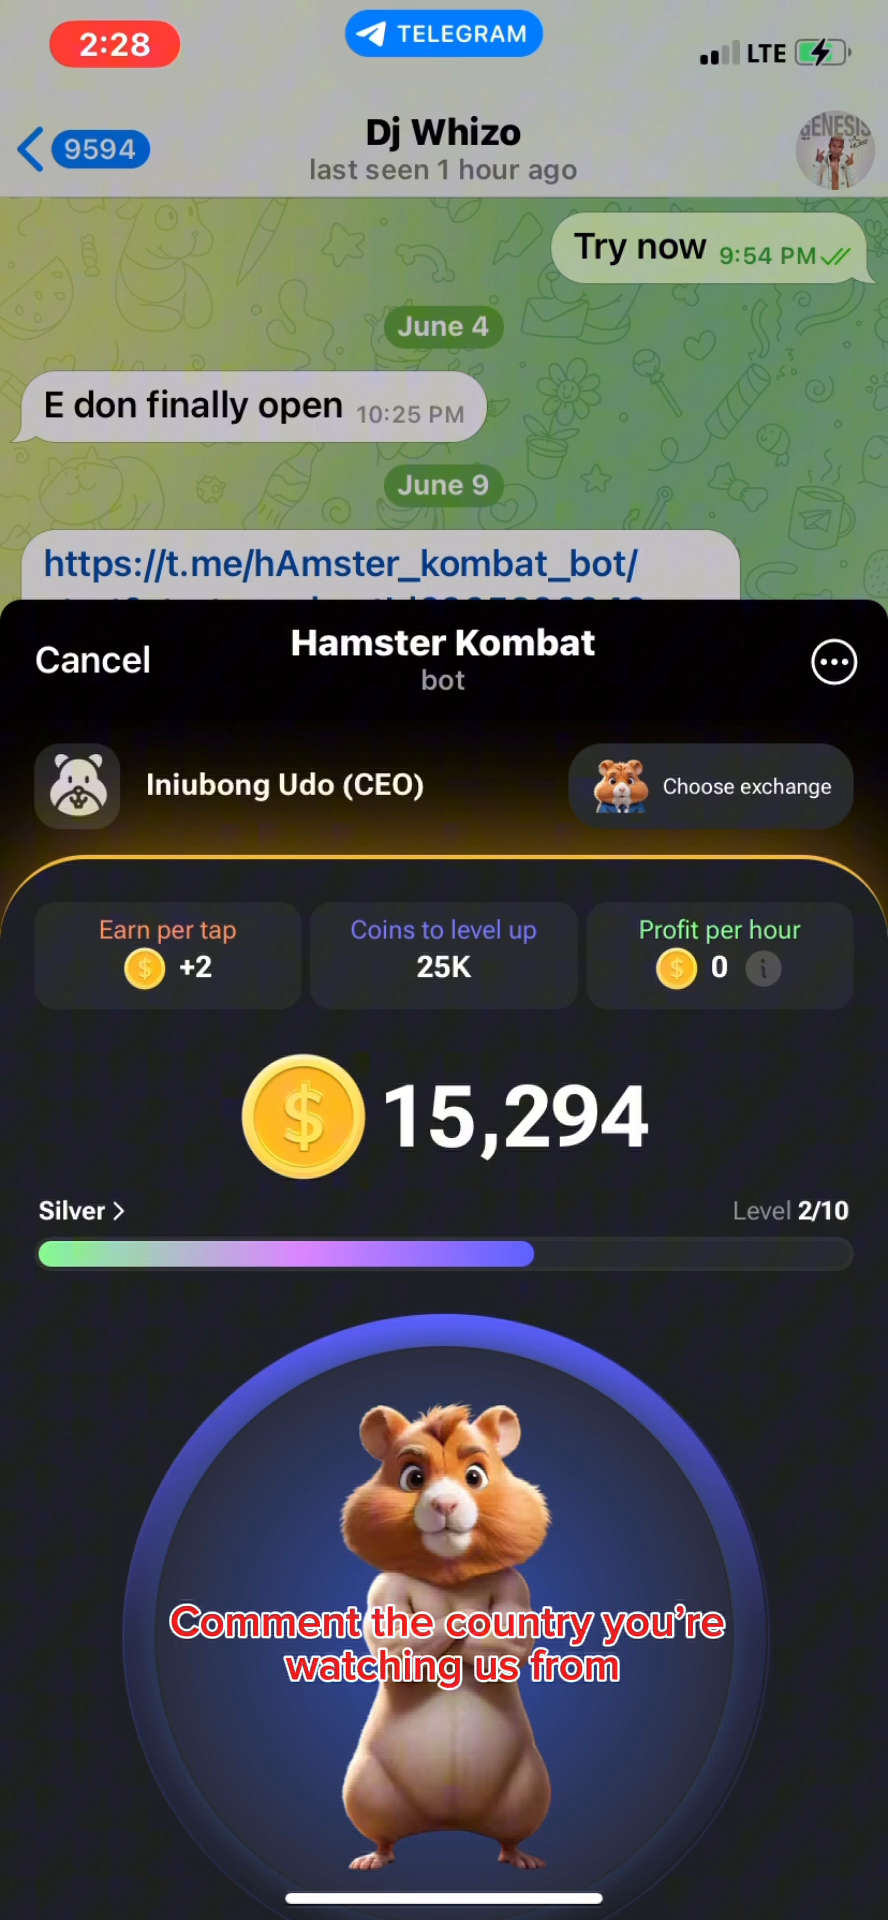 2:28
TELEGRAM
LTE
9594
Dj Whizo
last seen 1 hour ago
GENESIS
Try now 9:54 PM
June 4
E don finally open 10:25 PM
June 9
https://t.me/hAmster_kombat_bot/
Cancel
Hamster Kombat
bot
Iniubong Udo (CEO)
Choose exchange
Earn per tap
+2
Coins to level up
25K
Profit per hour
0
15,294
Silver >
Level 2/10
Comment the country you’re
watching us from